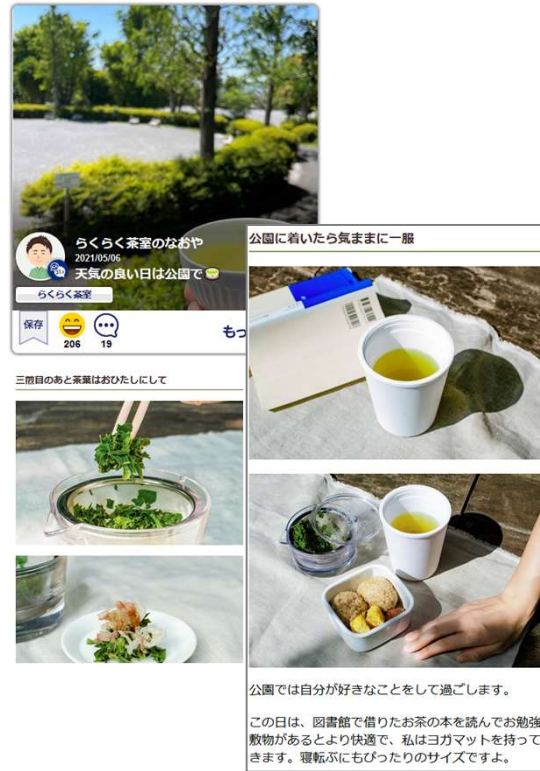 らくらく茶室のなおや
2021/05/06
天気の良い日は公園で🍵
らくらく茶室
保存
206
19
もっ
三煎目のあと茶葉はおひたしにして
公園に着いたら気ままに一服
公園では自分が好きなことをして過ごします。
この日は、図書館で借りたお茶の本を読んでお勉強
敷物があるとより快適で、私はヨガマットを持って
きます。寝転ぶにもぴったりのサイズですよ。